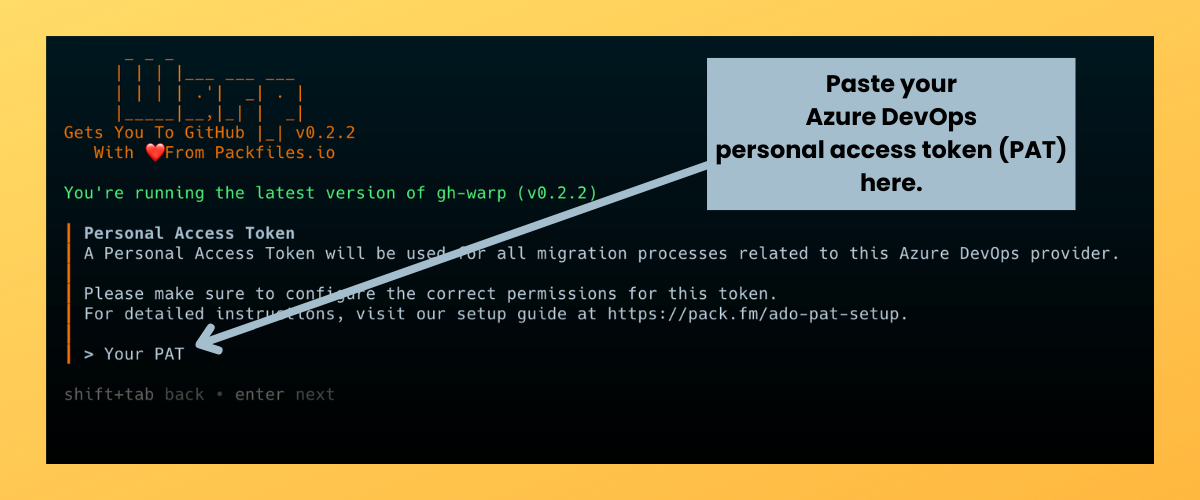 Warp
Gets You To GitHub |_| v0.2.2
With ❤️From Packfiles.io
You're running the latest version of gh-warp (v0.2.2)
Personal Access Token
A Personal Access Token will be used for all migration processes related to this Azure DevOps provider.
Please make sure to configure the correct permissions for this token.
For detailed instructions, visit our setup guide at https://pack.fm/ado-pat-setup.
> Your PAT
shift+tab back • enter next
Paste your
Azure DevOps
personal access token (PAT)
here.